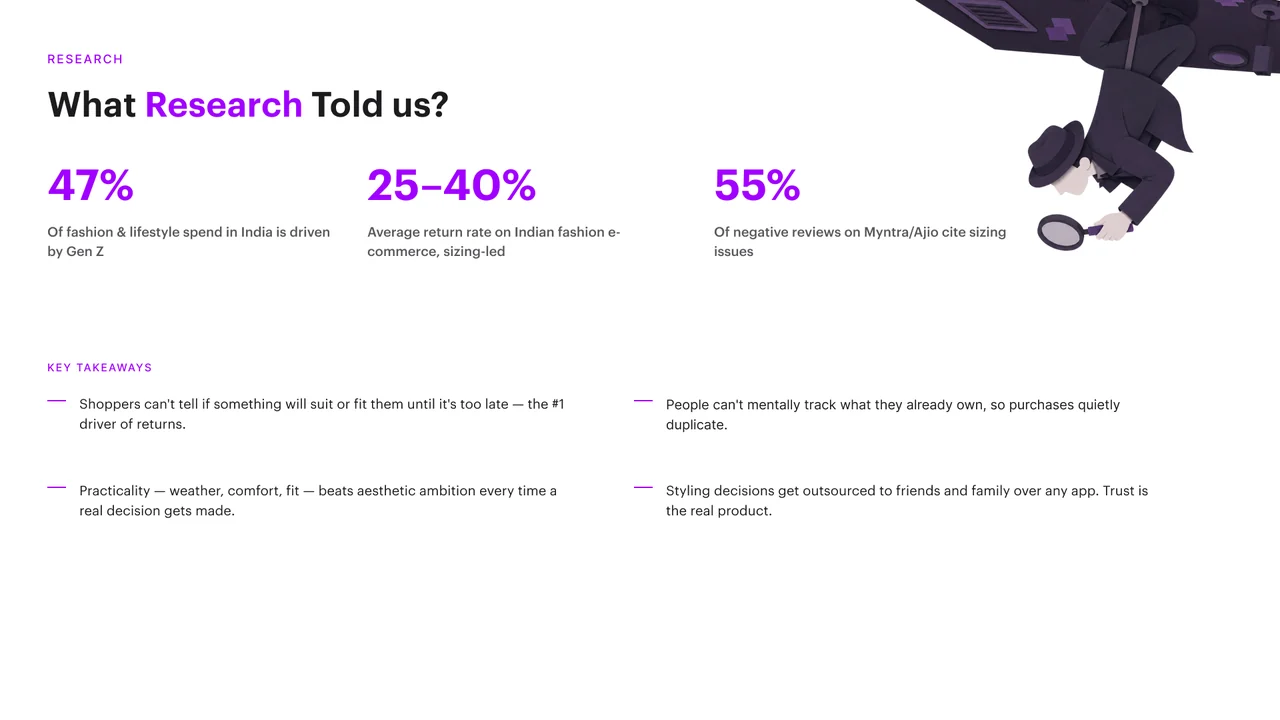 RESEARCH
What Research Told us?
47%
Of fashion & lifestyle spend in India is driven
by Gen Z
25–40%
Average return rate on Indian fashion e-
commerce, sizing-led
55%
Of negative reviews on Myntra/Ajio cite sizing
issues
KEY TAKEAWAYS
Shoppers can't tell if something will suit or fit them until it's too late — the #1
driver of returns.
People can't mentally track what they already own, so purchases quietly
duplicate.
Practicality — weather, comfort, fit — beats aesthetic ambition every time a
real decision gets made.
Styling decisions get outsourced to friends and family over any app. Trust is
the real product.